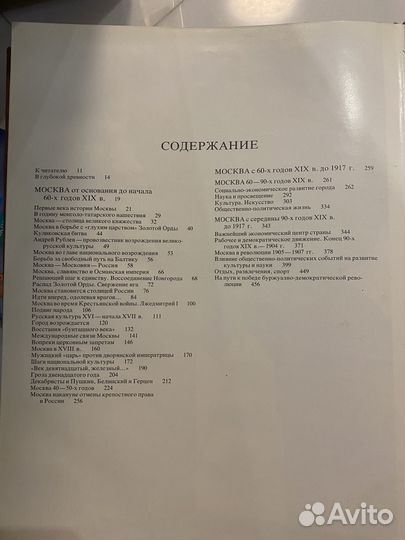 СОДЕРЖАНИЕ
К читателю 11
В глубокой древности 14
МОСКВА от основания до начала
60-х годов XIX в. 19
Первые века истории Москвы 21
В годину монголо-татарского нашествия 29
Москва — столица великого княжества 32
Москва в борьбе с «глухим царством» Золотой Орды 40
Куликовская битва 44
Андрей Рублев — провозвестник возрождения велико-
русской культуры 49
Москва во главе национального возрождения 53
Борьба за свободный путь на Балтику 56
Москва — Московия — Россия 58
Москва, славянство и Османская империя 66
Решающий шаг к единству. Воссоединение Новгорода 68
Распад Золотой Орды. Свержение ига 72
Москва становится столицей России 76
Идти вперед, одолевая врагов... 84
Москва во время Крестьянской войны. Лжедмитрий I 100
Подвиг народа 106
Русская культура XVI — начала XVII в. 111
Город возрождается 120
Восстания «бунташного века» 132
Международные связи Москвы 141
Вопреки церковным запретам 146
Москва в XVIII в. 160
Мужицкий «царь» против дворянской императрицы 170
Шаги национальной культуры 172
«Век девятнадцатый, железный...» 190
Гроза двенадцатого года 204
Декабристы и Пушкин, Белинский и Герцен 212
Москва 40—50-х годов 224
Москва накануне отмены крепостного права
в России 256
МОСКВА с 60-х годов XIX в. до 1917 г. 259
МОСКВА 60—90-х годов XIX в. 261
Социально-экономическое развитие города 262
Наука и просвещение 292
Культура. Искусство 303
Общественно-политическая жизнь 334
МОСКВА с середины 90-х годов XIX в.
до 1917 г. 343
Важнейший экономический центр страны 344
Рабочее и демократическое движение. Конец 90-х
годов XIX в.— 1904 г. 371
Москва в революции 1905—1907 гг. 378
Влияние общественно-политических событий на развитие
культуры и науки 399
Отдых, развлечения, спорт 449
На пути к победе буржуазно-демократической рево-
люции 456
Avito